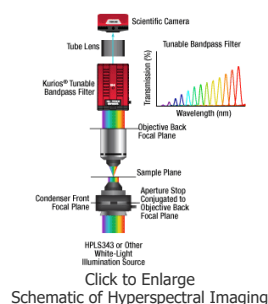 Scientific Camera
Tube Lens
Kurios® Tunable
Bandpass Filter
Tunable Bandpass Filter
Transmission (%)
Wavelength (nm)
Objective Back
Focal Plane
Sample Plane
Condenser Front
Focal Plane
Aperture Stop
Conjugated to
Objective Back
Focal Plane
HPLS343 or Other
White-Light
Illumination Source
Click to Enlarge
Schematic of Hyperspectral Imaging